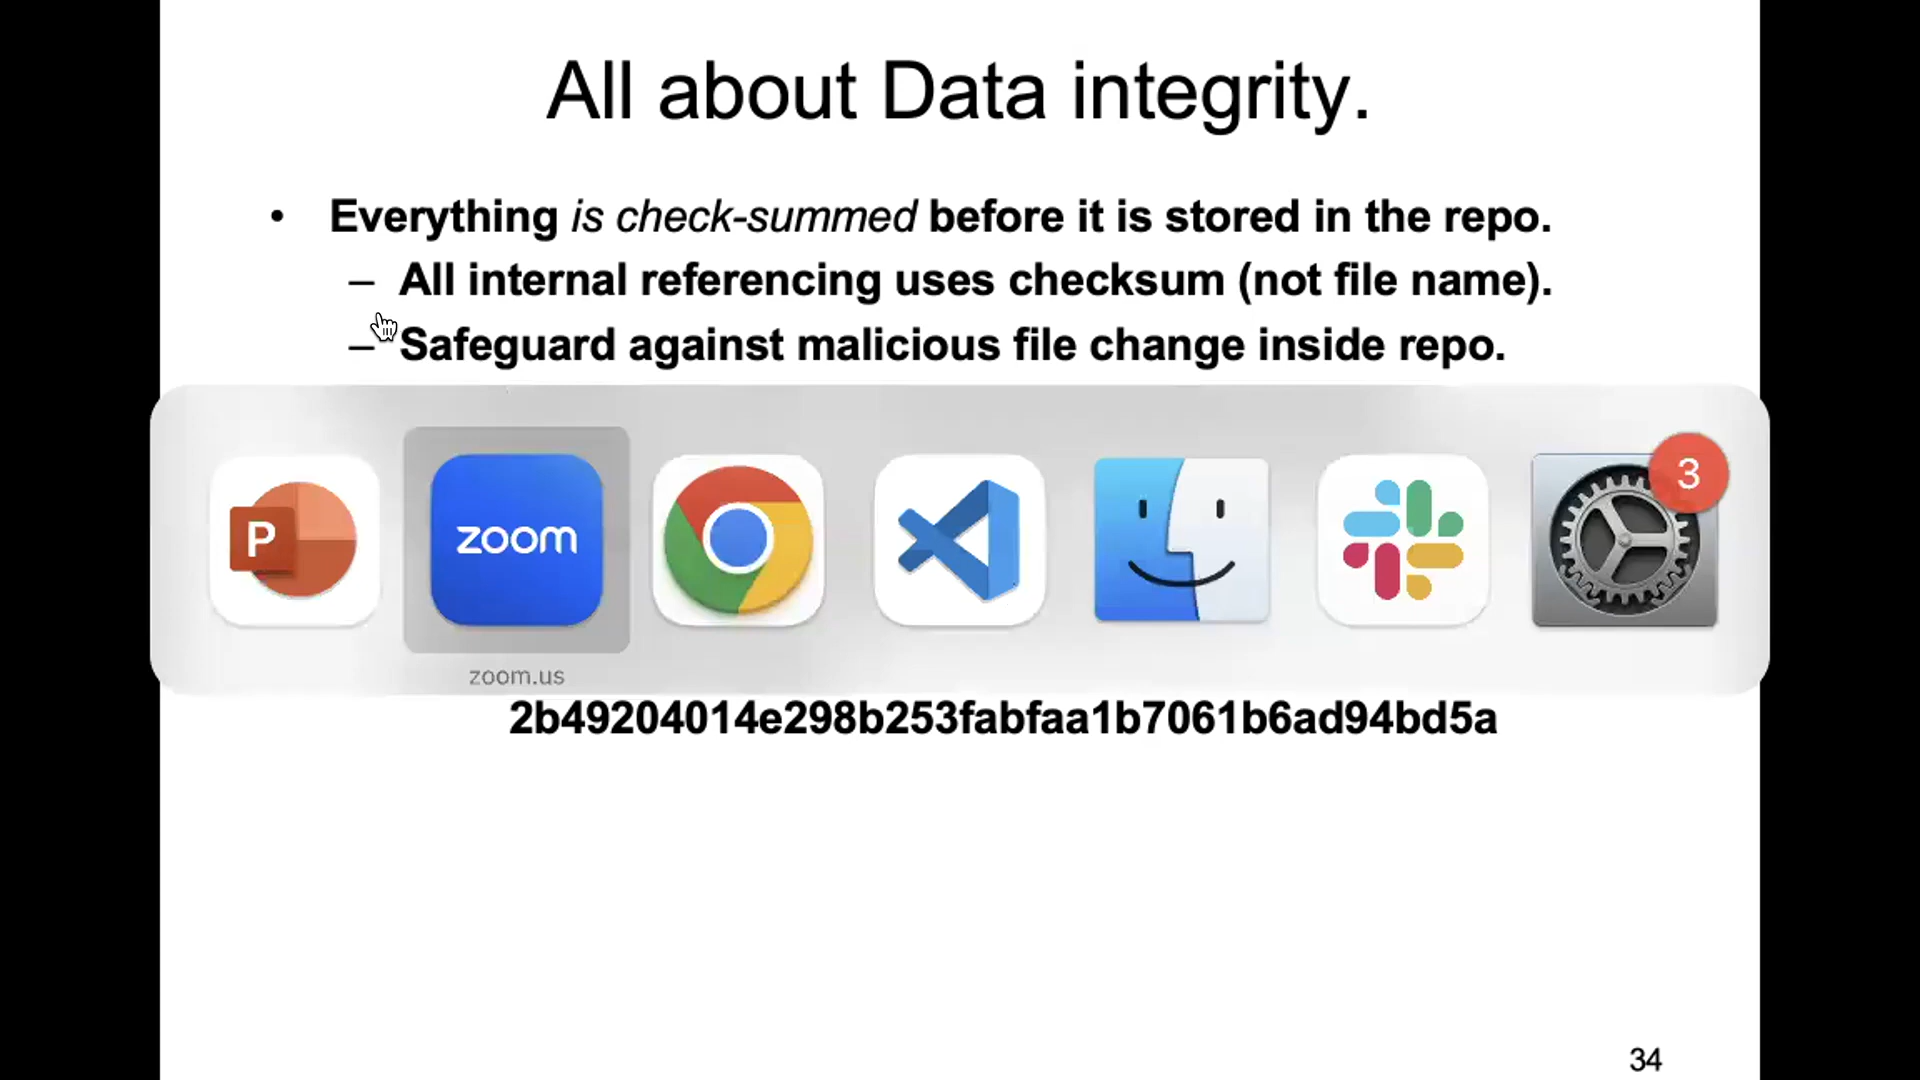 All about Data integrity.
• Everything is check-summed before it is stored in the repo.
– All internal referencing uses checksum (not file name).
– Safeguard against malicious file change inside repo.
3
P
zoom
zoom.us
2b49204014e298b253fabfaa1b7061b6ad94bd5a
34